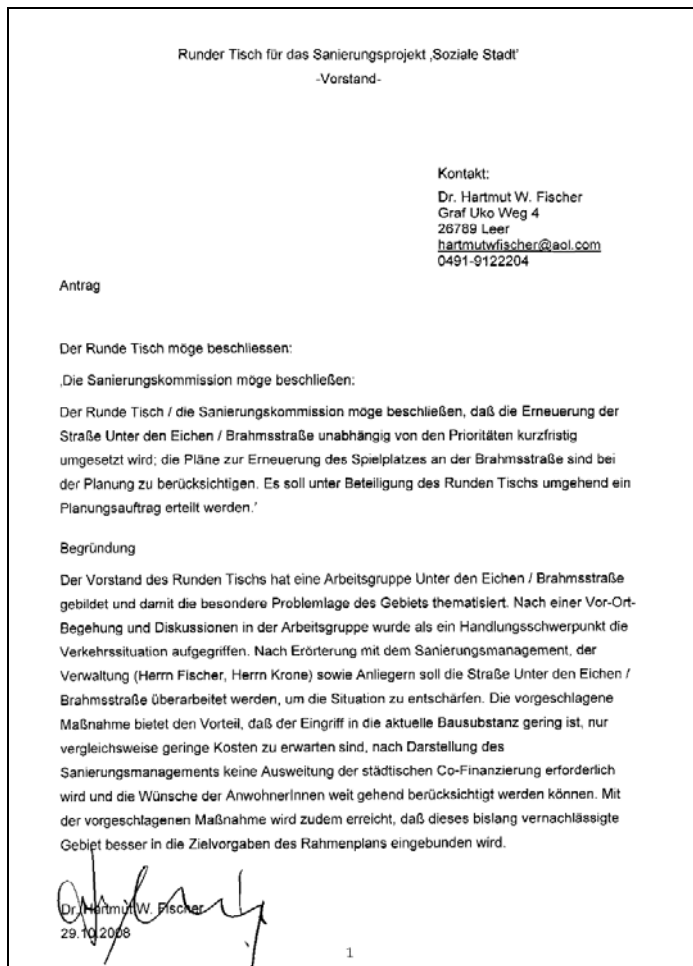 Runder Tisch für das Sanierungsprojekt ‚Soziale Stadt'
-Vorstand-
Kontakt:
Dr. Hartmut W. Fischer
Graf Uko Weg 4
26789 Leer
hartmutwfischer@aol.com
0491-9122204
Antrag
Der Runde Tisch möge beschliessen:
‚Die Sanierungskommission möge beschließen:
Der Runde Tisch / die Sanierungskommission möge beschließen, daß die Erneuerung der
Straße Unter den Eichen / Brahmsstraße unabhängig von den Prioritäten kurzfristig
umgesetzt wird; die Pläne zur Erneuerung des Spielplatzes an der Brahmsstraße sind bei
der Planung zu berücksichtigen. Es soll unter Beteiligung des Runden Tischs umgehend ein
Planungsauftrag erteilt werden.'
Begründung
Der Vorstand des Runden Tischs hat eine Arbeitsgruppe Unter den Eichen / Brahmsstraße
gebildet und damit die besondere Problemlage des Gebiets thematisiert. Nach einer Vor-Ort-
Begehung und Diskussionen in der Arbeitsgruppe wurde als ein Handlungsschwerpunkt die
Verkehrssituation aufgegriffen. Nach Erörterung mit dem Sanierungsmanagement, der
Verwaltung (Herrn Fischer, Herrn Krone) sowie Anliegern soll die Straße Unter den Eichen /
Brahmsstraße überarbeitet werden, um die Situation zu entschärfen. Die vorgeschlagene
Maßnahme bietet den Vorteil, daß der Eingriff in die aktuelle Bausubstanz gering ist, nur
vergleichsweise geringe Kosten zu erwarten sind, nach Darstellung des
Sanierungsmanagements keine Ausweitung der städtischen Co-Finanzierung erforderlich
wird und die Wünsche der AnwohnerInnen weit gehend berücksichtigt werden können. Mit
der vorgeschlagenen Maßnahme wird zudem erreicht, daß dieses bislang vernachlässigte
Gebiet besser in die Zielvorgaben des Rahmenplans eingebunden wird.
Dr. Hartmut W. Fischer
29.10.2008
1